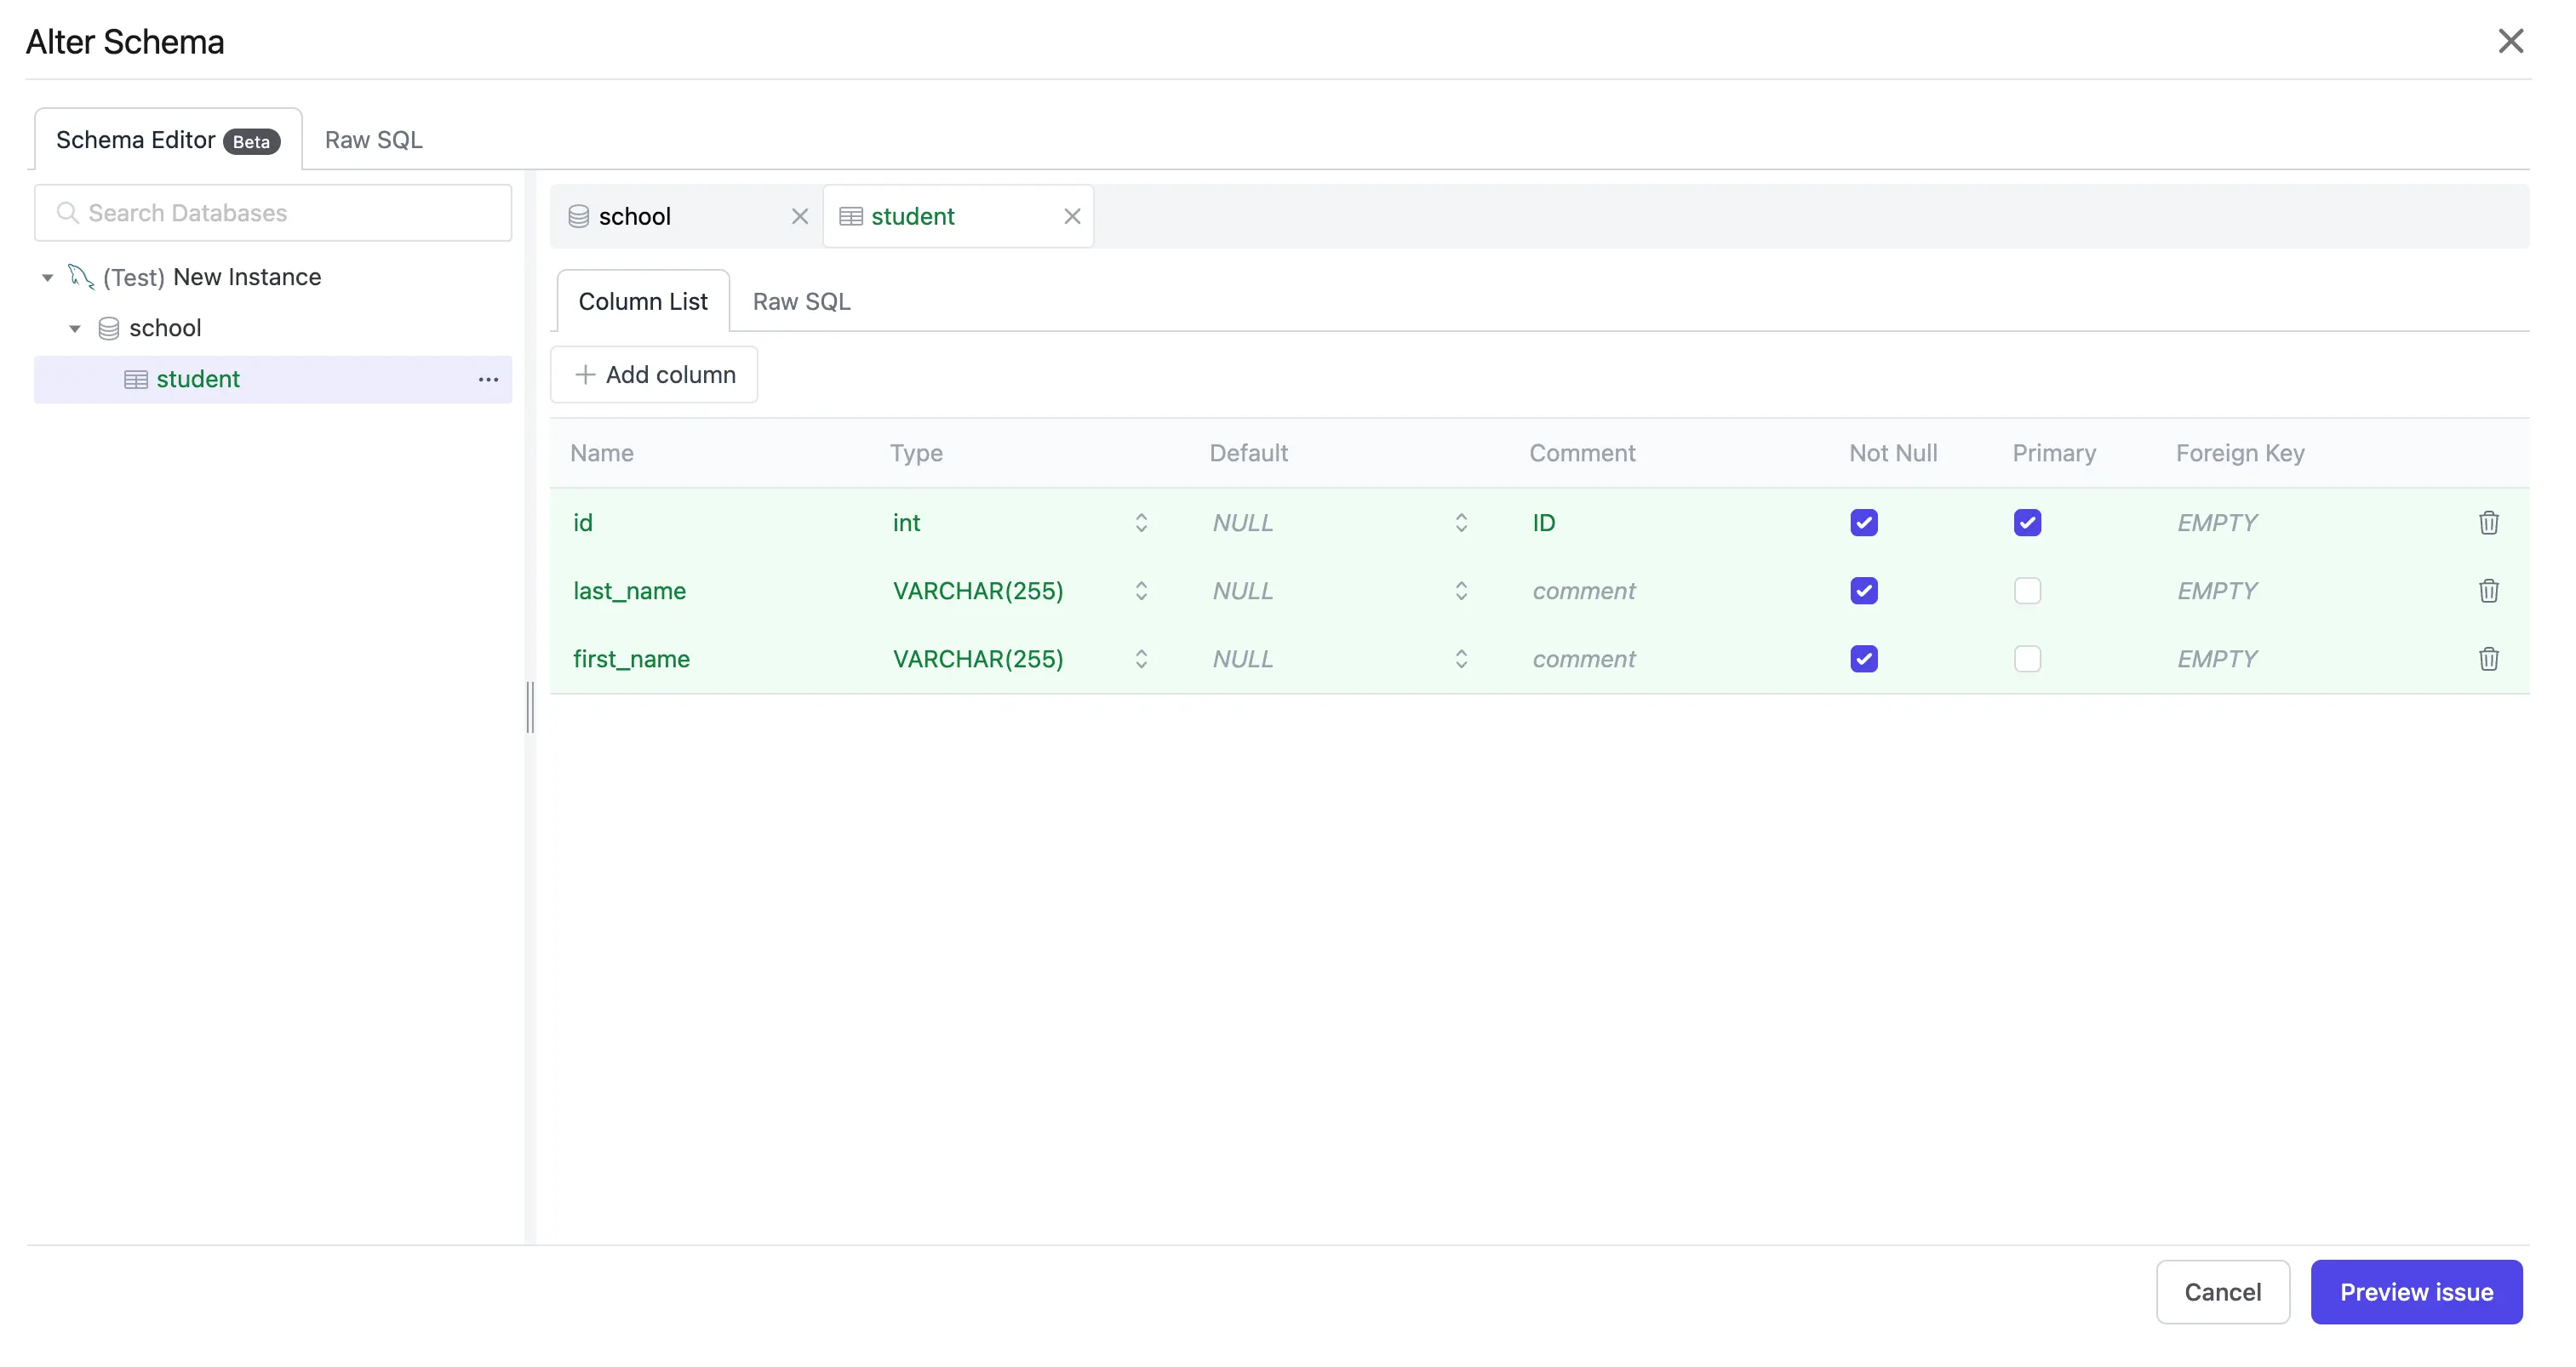 Alter Schema
Schema Editor Beta Raw SQL
Search Databases
(Test) New Instance
school
student
school student
Column List Raw SQL
Add column
Name Type Default Comment Not Null Primary Foreign Key
id int NULL ID EMPTY
last_name VARCHAR(255) NULL comment EMPTY
first_name VARCHAR(255) NULL comment EMPTY
Cancel Preview issue